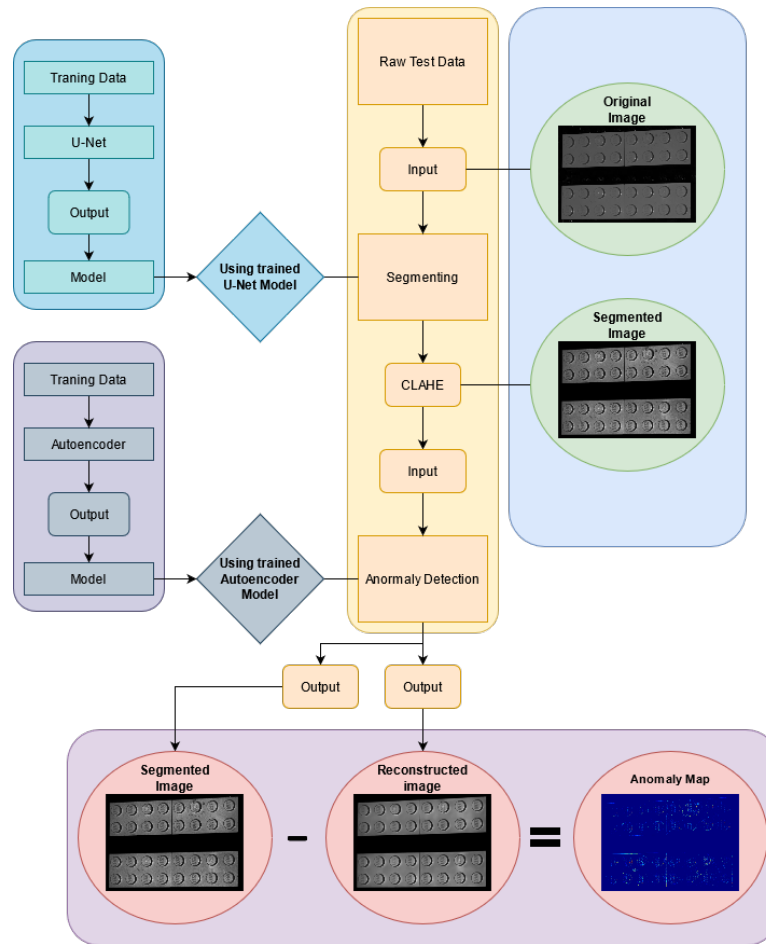 Traning Data
U-Net
Output
Model
Using trained
U-Net Model
Traning Data
Autoencoder
Output
Model
Using trained
Autoencoder
Model
Raw Test Data
Input
Segmenting
CLAHE
Input
Anormaly Detection
Original
Image
Segmented
Image
Output
Output
Segmented
Image
–
Reconstructed
image
=
Anomaly Map